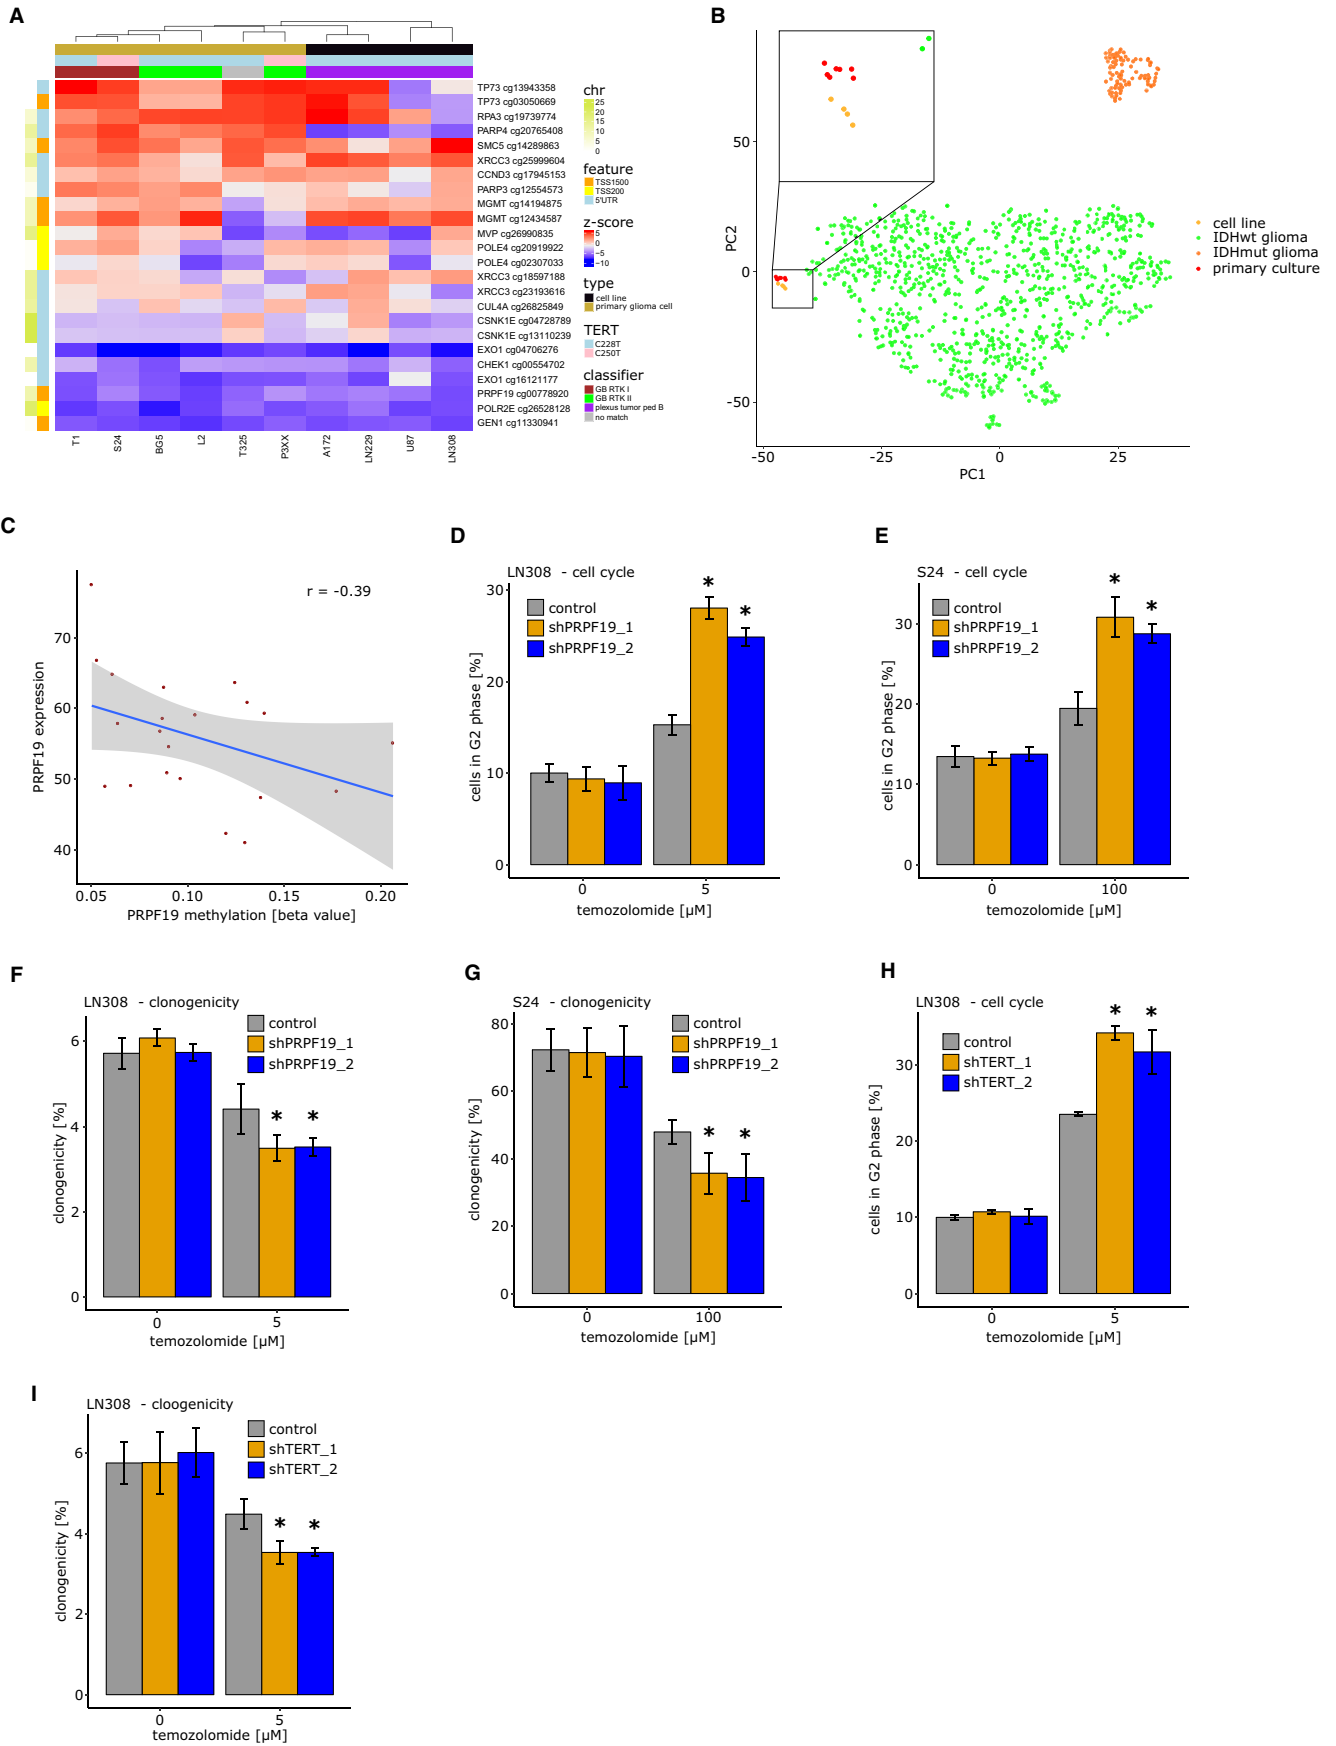 A
TP73 cg13943358
TP73 cg03050669
RPA3 cg19739774
PARP4 cg20765408
SMC5 cg14289863
XRCC3 cg25999604
CCND3 cg17945153
PARP3 cg12554573
MGMT cg14194875
MGMT cg12434587
MVP cg26990835
POLE4 cg20919922
POLE4 cg02307033
XRCC3 cg18597188
XRCC3 cg23193616
CUL4A cg26825849
CSNK1E cg04728789
CSNK1E cg13110239
EXO1 cg04706276
CHEK1 cg00554702
EXO1 cg16121177
PRPF19 cg00778920
POLR2E cg26528128
GEN1 cg11330941
T1
S24
BG5
L2
T325
P3XX
A172
LN229
U87
LN308
chr
25
20
15
10
5
0
feature
TSS1500
TSS200
5'UTR
z-score
5
0
−5
−10
type
cell line
primary glioma cell
TERT
C228T
C250T
classifier
GB RTK I
GB RTK II
plexus tumor ped B
no match
B
PC2
50
0
-50
-50
-25
0
25
PC1
cell line
IDHwt glioma
IDHmut glioma
primary culture
C
r = -0.39
PRPF19 expression
70
60
50
40
0.05
0.10
0.15
0.20
PRPF19 methylation [beta value]
D
LN308 - cell cycle
control
shPRPF19_1
shPRPF19_2
* *
cells in G2 phase [%]
30
20
10
0
0
5
temozolomide [µM]
E
S24 - cell cycle
control
shPRPF19_1
shPRPF19_2
* *
cells in G2 phase [%]
30
20
10
0
0
100
temozolomide [µM]
F
LN308 - clonogenicity
control
shPRPF19_1
shPRPF19_2
* *
clonogenicity [%]
6
4
2
0
0
5
temozolomide [µM]
G
S24 - clonogenicity
control
shPRPF19_1
shPRPF19_2
* *
clonogenicity [%]
80
60
40
20
0
0
100
temozolomide [µM]
H
LN308 - cell cycle
control
shTERT_1
shTERT_2
* *
cells in G2 phase [%]
30
20
10
0
0
5
temozolomide [µM]
I
LN308 - cloogenicity
control
shTERT_1
shTERT_2
* *
clonogenicity [%]
6
4
2
0
0
5
temozolomide [µM]